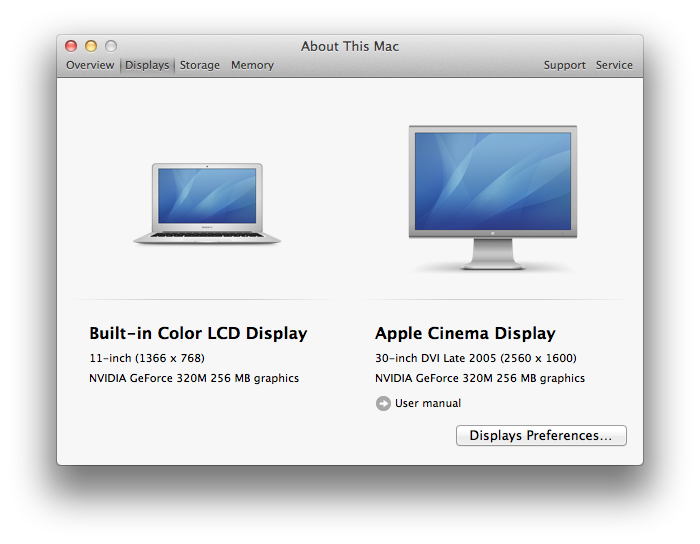 About This Mac
Overview Displays Storage Memory Support Service
Built-in Color LCD Display
11-inch (1366 x 768)
NVIDIA GeForce 320M 256 MB graphics
Apple Cinema Display
30-inch DVI Late 2005 (2560 x 1600)
NVIDIA GeForce 320M 256 MB graphics
User manual
Displays Preferences...